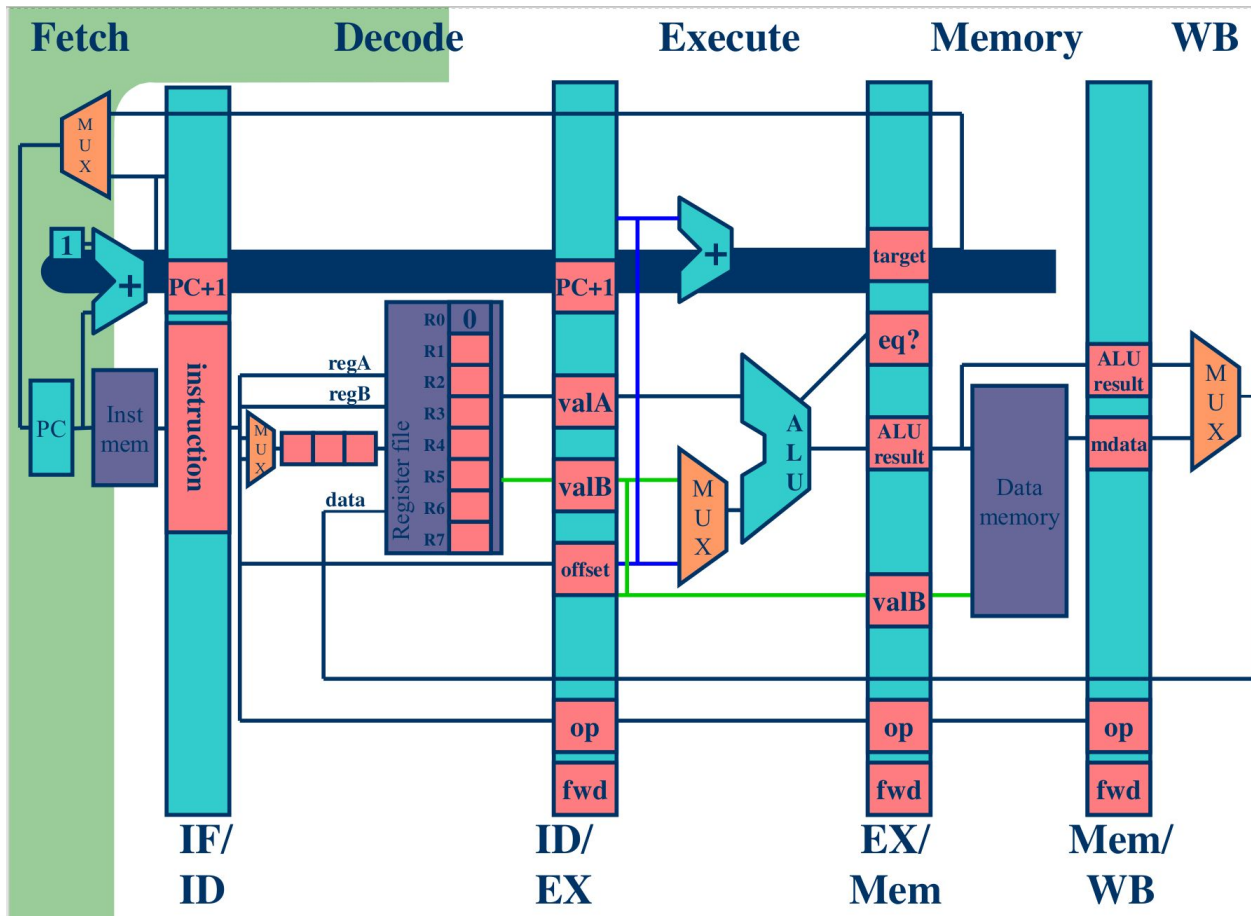 Fetch
Decode
Execute
Memory
WB
M
U
X
1
+
PC+1
instruction
PC
Inst
mem
regA
regB
M
U
X
data
Register file
R0
0
R1
R2
R3
R4
R5
R6
R7
PC+1
valA
valB
offset
op
fwd
+
M
U
X
A
L
U
target
eq?
ALU
result
valB
op
fwd
Data
memory
ALU
result
mdata
op
fwd
M
U
X
IF/
ID
ID/
EX
EX/
Mem
Mem/
WB